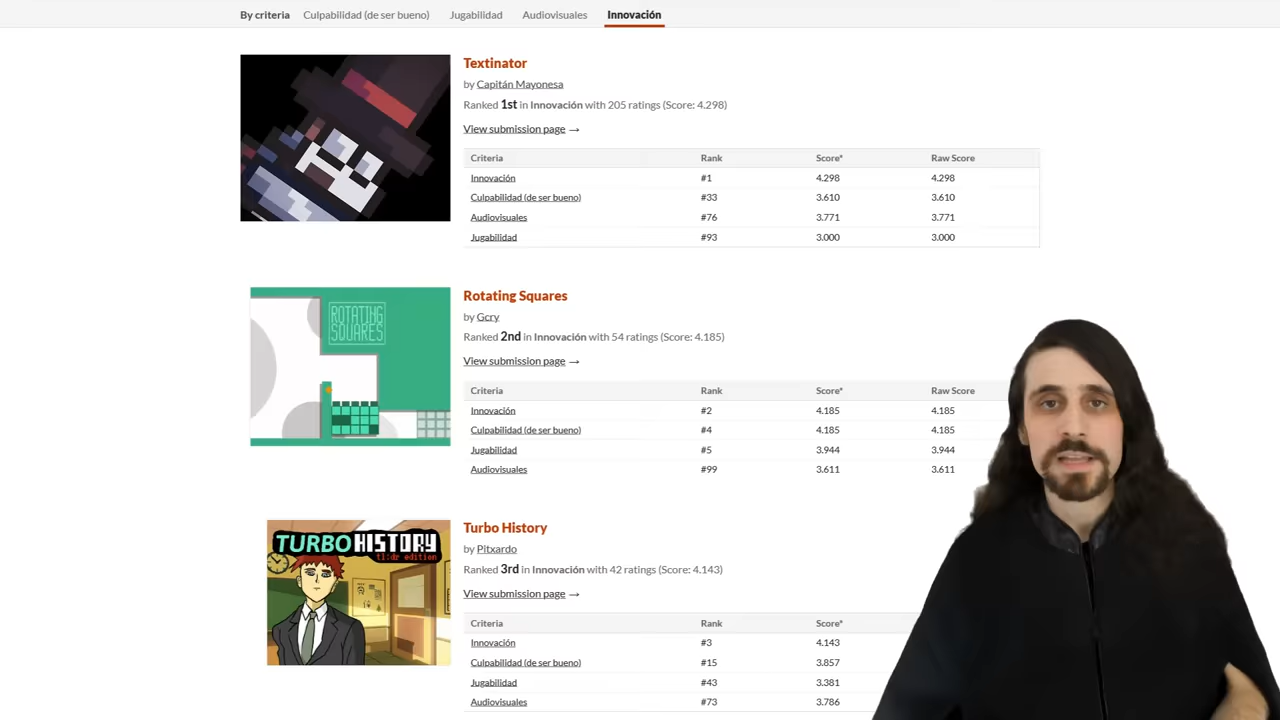 By criteria Culpabilidad (de ser bueno) Jugabilidad Audiovisuales Innovación
Textinator
by Capitán Mayonesa
Ranked 1st in Innovación with 205 ratings (Score: 4.298)
View submission page →
Criteria Rank Score* Raw Score
Innovación #1 4.298 4.298
Culpabilidad (de ser bueno) #33 3.610 3.610
Audiovisuales #76 3.771 3.771
Jugabilidad #93 3.000 3.000
ROTATING
SQUARES
Rotating Squares
by Gcry
Ranked 2nd in Innovación with 54 ratings (Score: 4.185)
View submission page →
Criteria Rank Score* Raw Score
Innovación #2 4.185 4.185
Culpabilidad (de ser bueno) #4 4.185 4.185
Jugabilidad #5 3.944 3.944
Audiovisuales #99 3.611 3.611
TURBO HISTORY
tl:dr edition
Turbo History
by Pitxardo
Ranked 3rd in Innovación with 42 ratings (Score: 4.143)
View submission page →
Criteria Rank Score*
Innovación #3 4.143
Culpabilidad (de ser bueno) #15 3.857
Jugabilidad #43 3.381
Audiovisuales #73 3.786